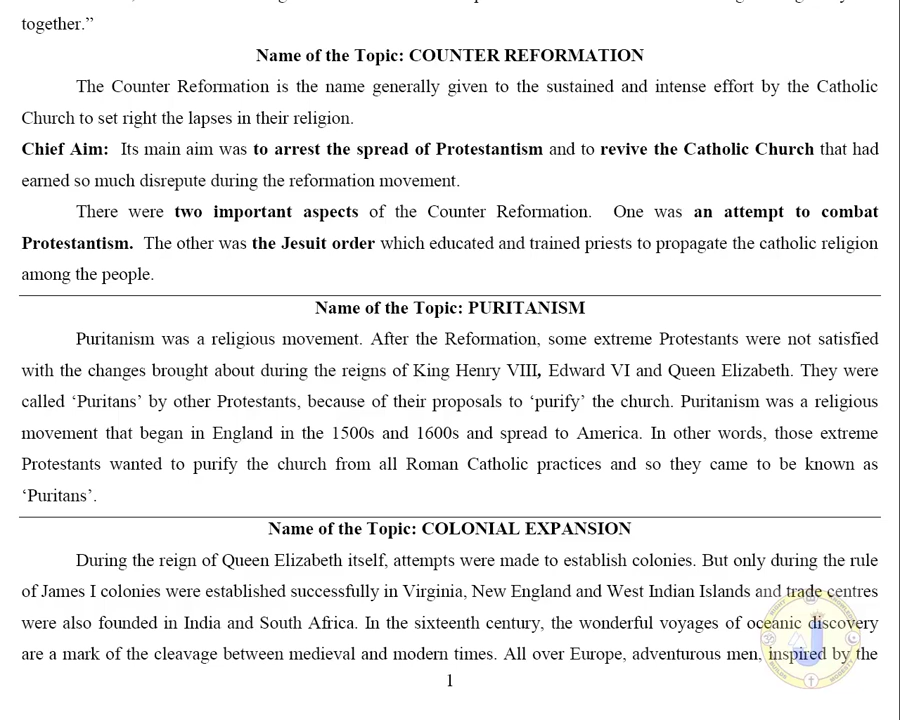 together.”
Name of the Topic: COUNTER REFORMATION
The Counter Reformation is the name generally given to the sustained and intense effort by the Catholic
Church to set right the lapses in their religion.
Chief Aim: Its main aim was to arrest the spread of Protestantism and to revive the Catholic Church that had
earned so much disrepute during the reformation movement.
There were two important aspects of the Counter Reformation. One was an attempt to combat
Protestantism. The other was the Jesuit order which educated and trained priests to propagate the catholic religion
among the people.
Name of the Topic: PURITANISM
Puritanism was a religious movement. After the Reformation, some extreme Protestants were not satisfied
with the changes brought about during the reigns of King Henry VIII, Edward VI and Queen Elizabeth. They were
called ‘Puritans’ by other Protestants, because of their proposals to ‘purify’ the church. Puritanism was a religious
movement that began in England in the 1500s and 1600s and spread to America. In other words, those extreme
Protestants wanted to purify the church from all Roman Catholic practices and so they came to be known as
‘Puritans’.
Name of the Topic: COLONIAL EXPANSION
During the reign of Queen Elizabeth itself, attempts were made to establish colonies. But only during the rule
of James I colonies were established successfully in Virginia, New England and West Indian Islands and trade centres
were also founded in India and South Africa. In the sixteenth century, the wonderful voyages of oceanic discovery
are a mark of the cleavage between medieval and modern times. All over Europe, adventurous men, inspired by the
1